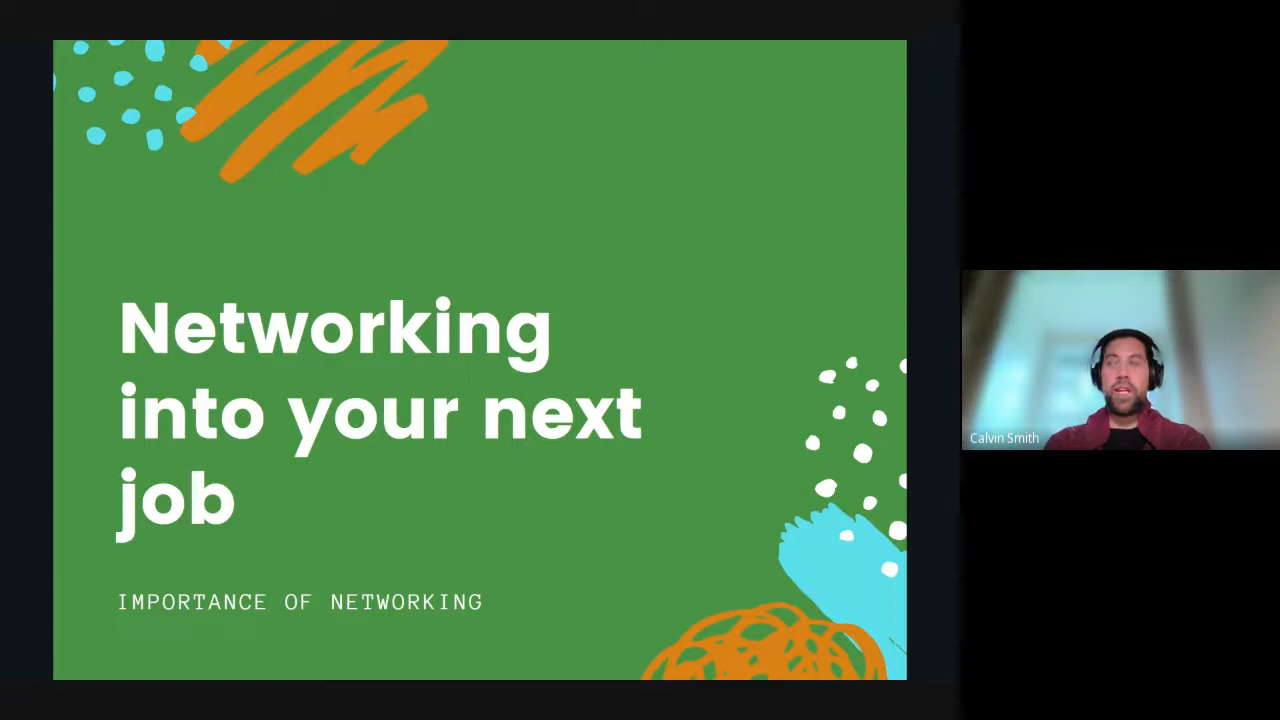 Networking
into your next
job
IMPORTANCE OF NETWORKING
Calvin Smith